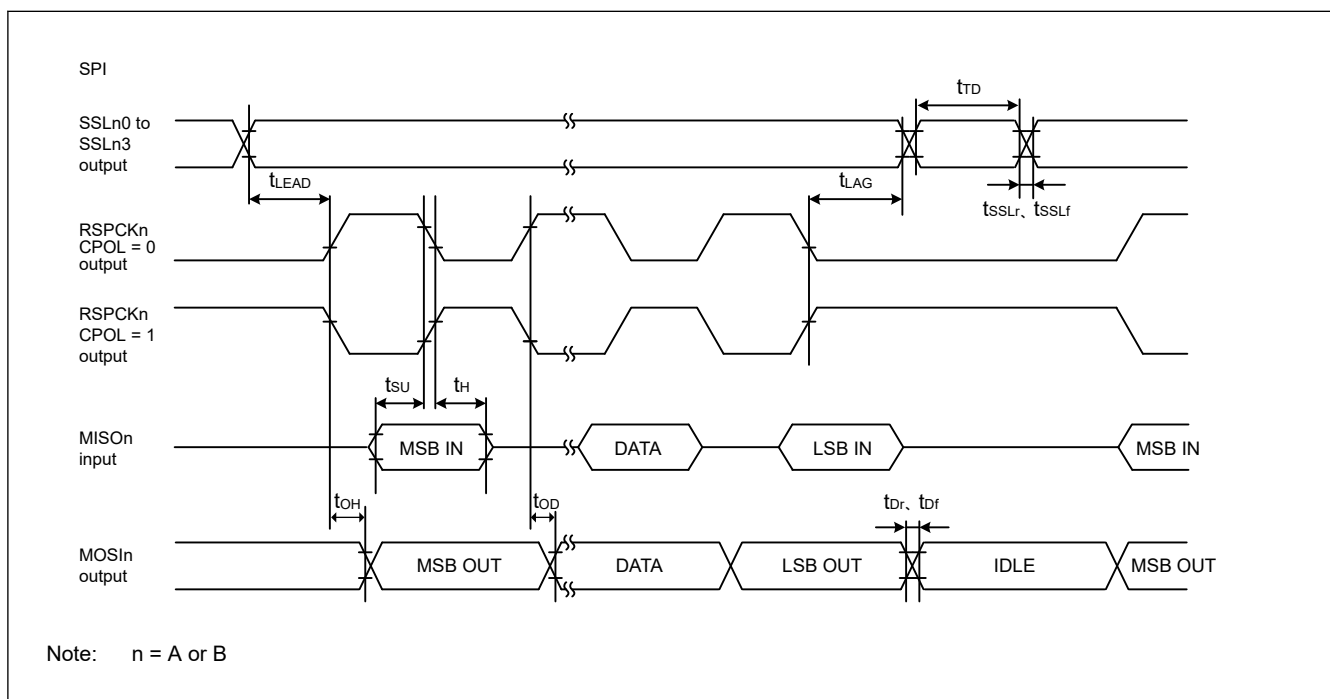 SPI
tTD
SSLn0 to
SSLn3
output
tLEAD
tLAG
tSSLr、tSSLf
RSPCKn
CPOL = 0
output
RSPCKn
CPOL = 1
output
tSU
tH
MISOn
input
MSB IN
DATA
LSB IN
MSB IN
tOH
tOD
tDr、tDf
MOSIn
output
MSB OUT
DATA
LSB OUT
IDLE
MSB OUT
Note: n = A or B